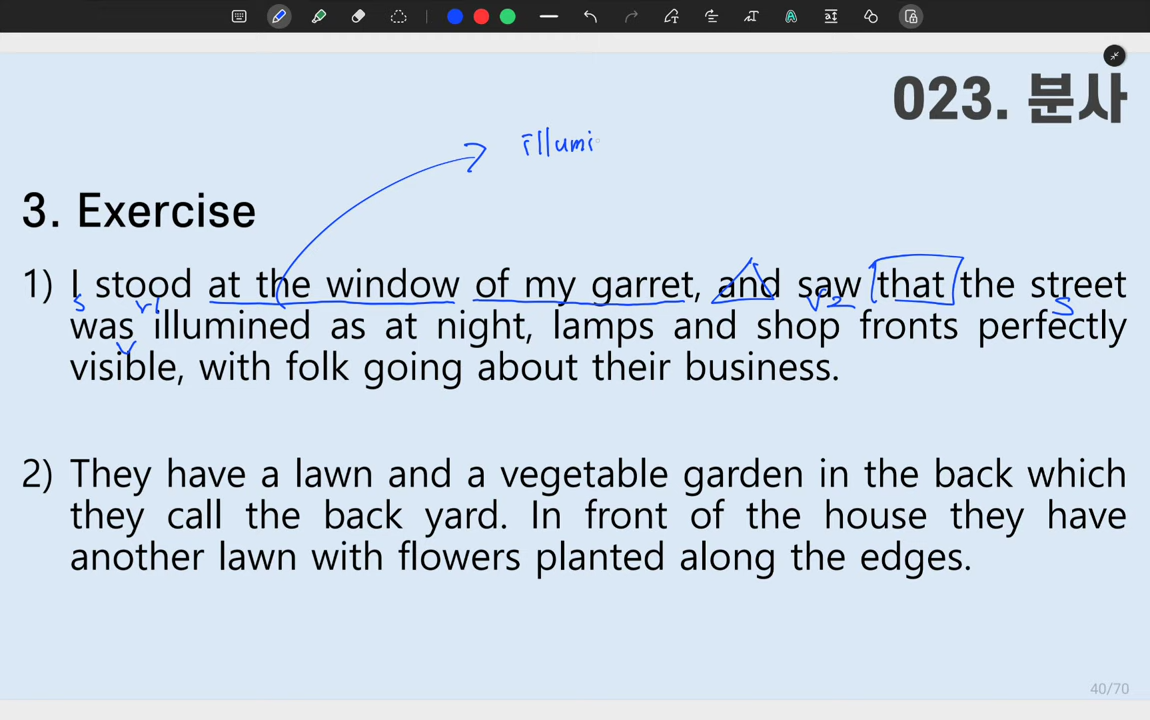 023. 분사
illumi
3. Exercise
1) I stood at the window of my garret, and saw that the street
s v1 v2 s
was illumined as at night, lamps and shop fronts perfectly
v
visible, with folk going about their business.
2) They have a lawn and a vegetable garden in the back which
they call the back yard. In front of the house they have
another lawn with flowers planted along the edges.
40/70